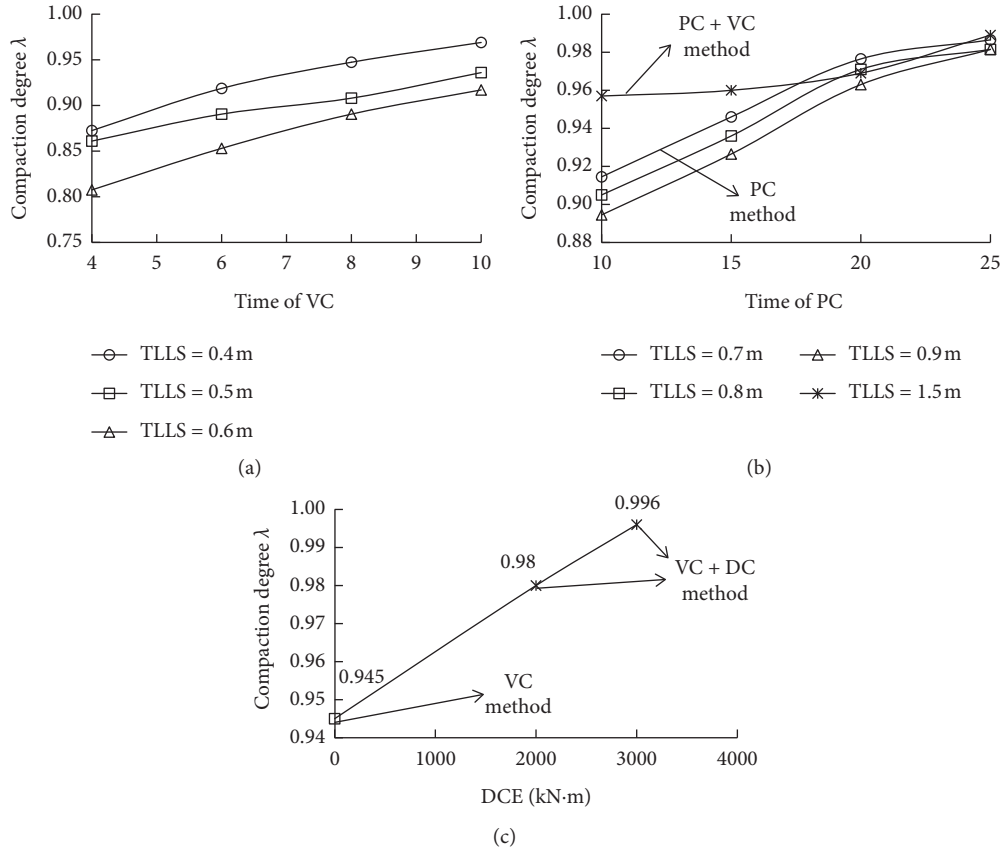 1.00
0.95
0.90
0.85
0.80
0.75
Compaction degree λ
4 4 5 6 6 7 8 8 9 10
Time of VC
TLLS = 0.4 m
TLLS = 0.5 m
TLLS = 0.6 m
(a)
1.00
0.98
0.96
0.94
0.92
0.90
0.88
Compaction degree λ
PC + VC
method
PC
method
10 15 20 25
Time of PC
TLLS = 0.7 m
TLLS = 0.8 m
TLLS = 0.9 m
TLLS = 1.5 m
(b)
1.00
0.99
0.98
0.97
0.96
0.95
0.94
Compaction degree λ
0.996
0.98
0.945
VC + DC
method
VC
method
0 1000 2000 3000 4000
DCE (kN·m)
(c)